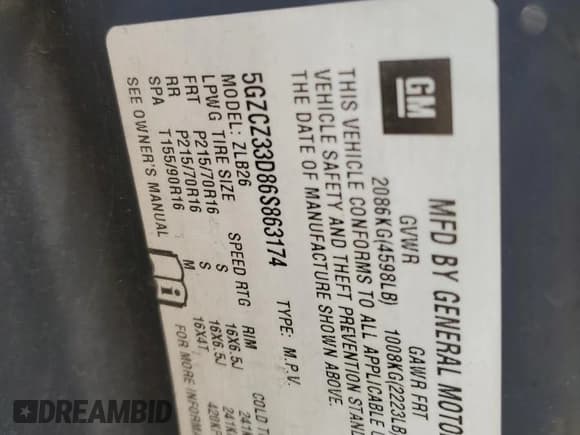 GM
MFD BY GENERAL
GVWR GAWR FRT
2086KG(4598LB) 1008KG(2223LB)
THIS VEHICLE CONFORMS TO ALL APPLICABLE
VEHICLE SAFETY AND THEFT PREVENTION
THE DATE OF MANUFACTURE SHOWN ABOVE.
5GZCZ33D86S863174 TYPE: M.P.V.
MODEL: ZLB26
LPWG TIRE SIZE SPEED RTG RIM COLD
FRT P215/70R16 S 16X6.5J
RR P215/70R16 S 16X6.5J
SPA T155/90R16 M 16X4T
SEE OWNER'S MANUAL FOR MORE
i
DREAMBID